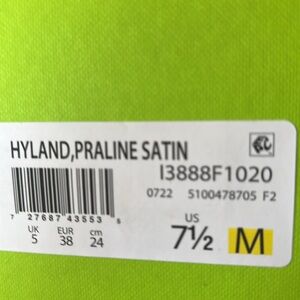 HYLAND,PRALINE SATIN
I3888F1020
0722 5100478705 F2
7 27687 43553 5
UK EUR cm
5 38 24
US
7½ M